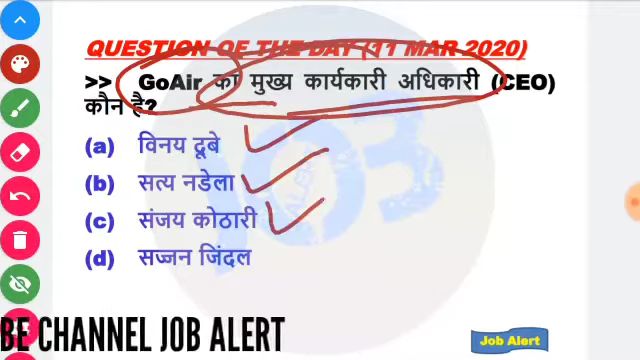 QUESTION OF THE DAY (11 MAR 2020)
>> GoAir का मुख्य कार्यकारी अधिकारी (CEO)
कौन है?
(a) विनय दूबे
(b) सत्य नडेला
(c) संजय कोठारी
(d) सज्जन जिंदल
JOB
BE CHANNEL JOB ALERT
Job Alert